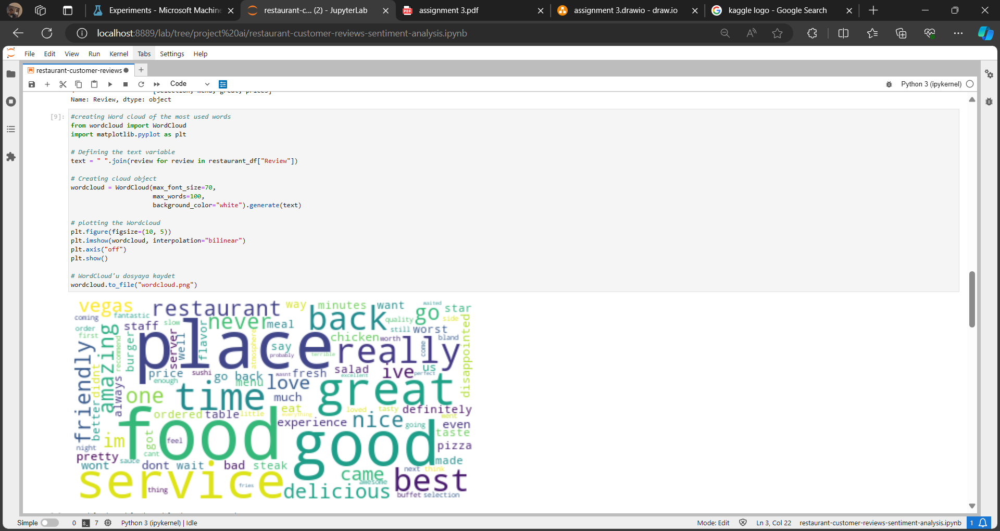 Experiments - Microsoft Machine
restaurant-c... (2) - JupyterLab
assignment 3.pdf
assignment 3.drawio - draw.io
kaggle logo - Google Search
localhost:8889/lab/tree/project%20ai/restaurant-customer-reviews-sentiment-analysis.ipynb
File Edit View Run Kernel Tabs Settings Help
restaurant-customer-reviews
Code
Python 3 (ipykernel)
[selection, menu, great, prices]
Name: Review, dtype: object
[9]:
#creating Word cloud of the most used words
from wordcloud import WordCloud
import matplotlib.pyplot as plt
# Defining the text variable
text = " ".join(review for review in restaurant_df["Review"])
# Creating cloud object
wordcloud = WordCloud(max_font_size=70,
max_words=100,
background_color="white").generate(text)
# plotting the Wordcloud
plt.figure(figsize=(10, 5))
plt.imshow(wordcloud, interpolation="bilinear")
plt.axis("off")
plt.show()
# WordCloud'u dosyaya kaydet
wordcloud.to_file("wordcloud.png")
vegas
restaurant
way
minutes
want
waited
star
coming
fantastic
never
back
quality
go
side
order
staff
slow
meal
still
worst
first
amazing
recommend
burger
server
well
flavor
atmosphere
say
probably
chicken
worth
terrible
really
come
bland
disappointed
place
friendly
didnt
always
price
enough
sushi
go back
menu
wasnt
fresh
love
salad
excellent
ive
us
perfect
one
time
much
great
better
ordered
table
little
eat
everything
loved
tasty
definitely
went
experience
nice
going
even
taste
im
got
food
feel
go
cant
good
pizza
night
pretty
sauce
wont
dont
wait
bad
steak
made
next
think
service
thing
fries
delicious
came
awesome
best
buffet
selection
Simple
0
7
Python 3 (ipykernel) | Idle
Mode: Edit
Ln 3, Col 22
restaurant-customer-reviews-sentiment-analysis.ipynb
1